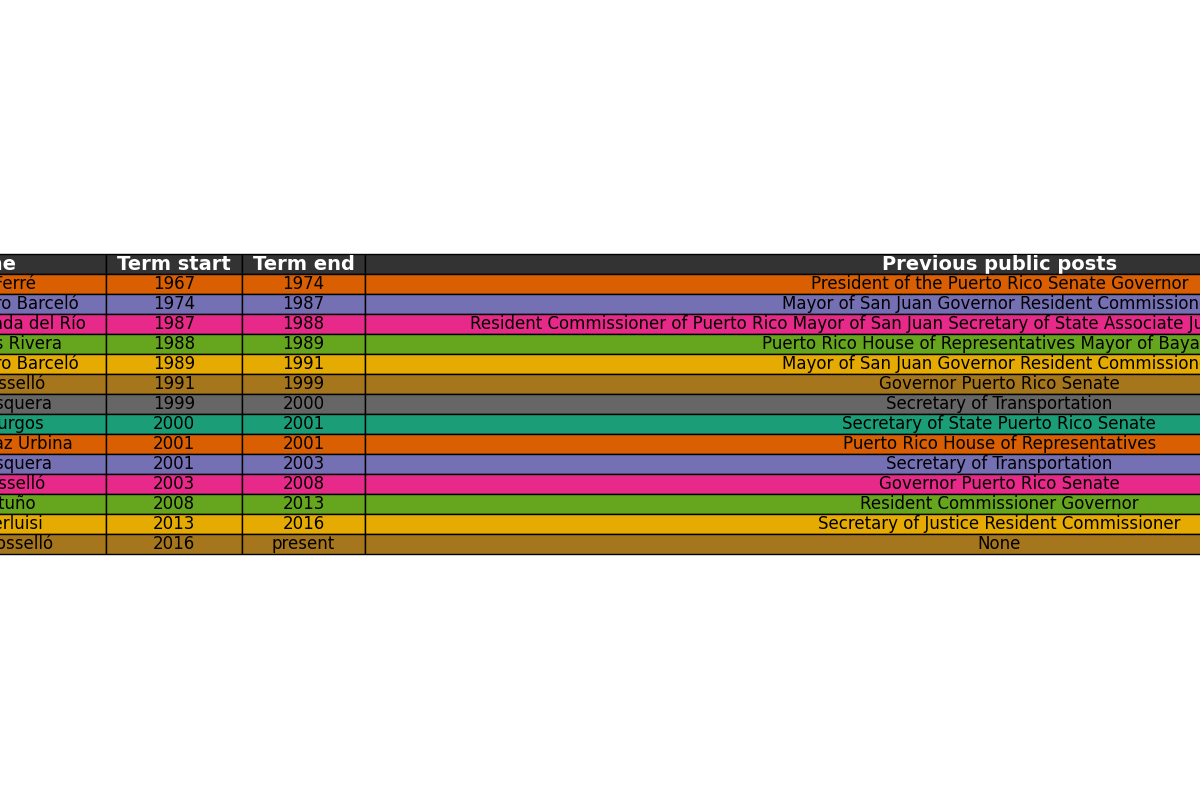 ne Term start Term end Previous public posts
Ferré 1967 1974 President of the Puerto Rico Senate Governor
ro Barceló 1974 1987 Mayor of San Juan Governor Resident Commission
ada del Río 1987 1988 Resident Commissioner of Puerto Rico Mayor of San Juan Secretary of State Associate Ju
s Rivera 1988 1989 Puerto Rico House of Representatives Mayor of Baya
ro Barceló 1989 1991 Mayor of San Juan Governor Resident Commission
sselló 1991 1999 Governor Puerto Rico Senate
squera 1999 2000 Secretary of Transportation
urgos 2000 2001 Secretary of State Puerto Rico Senate
az Urbina 2001 2001 Puerto Rico House of Representatives
squera 2001 2003 Secretary of Transportation
sselló 2003 2008 Governor Puerto Rico Senate
tuño 2008 2013 Resident Commissioner Governor
erluisi 2013 2016 Secretary of Justice Resident Commissioner
osselló 2016 present None